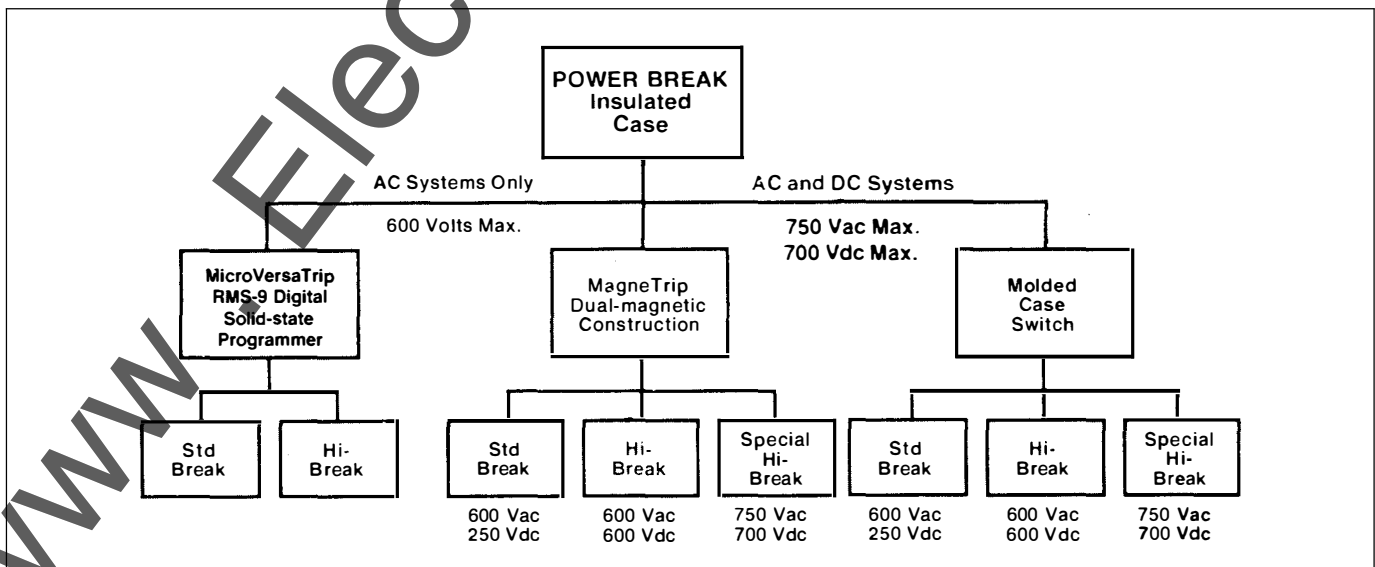 POWER BREAK
Insulated
Case
AC Systems Only
AC and DC Systems
600 Volts Max.
750 Vac Max.
700 Vdc Max.
MicroVersaTrip
RMS-9 Digital
Solid-state
Programmer
MagneTrip
Dual-magnetic
Construction
Molded
Case
Switch
Std
Break
Hi-
Break
Std
Break
Hi-
Break
Special
Hi-
Break
Std
Break
Hi-
Break
Special
Hi-
Break
600 Vac
250 Vdc
600 Vac
600 Vdc
750 Vac
700 Vdc
600 Vac
250 Vdc
600 Vac
600 Vdc
750 Vac
700 Vdc
www.Elec